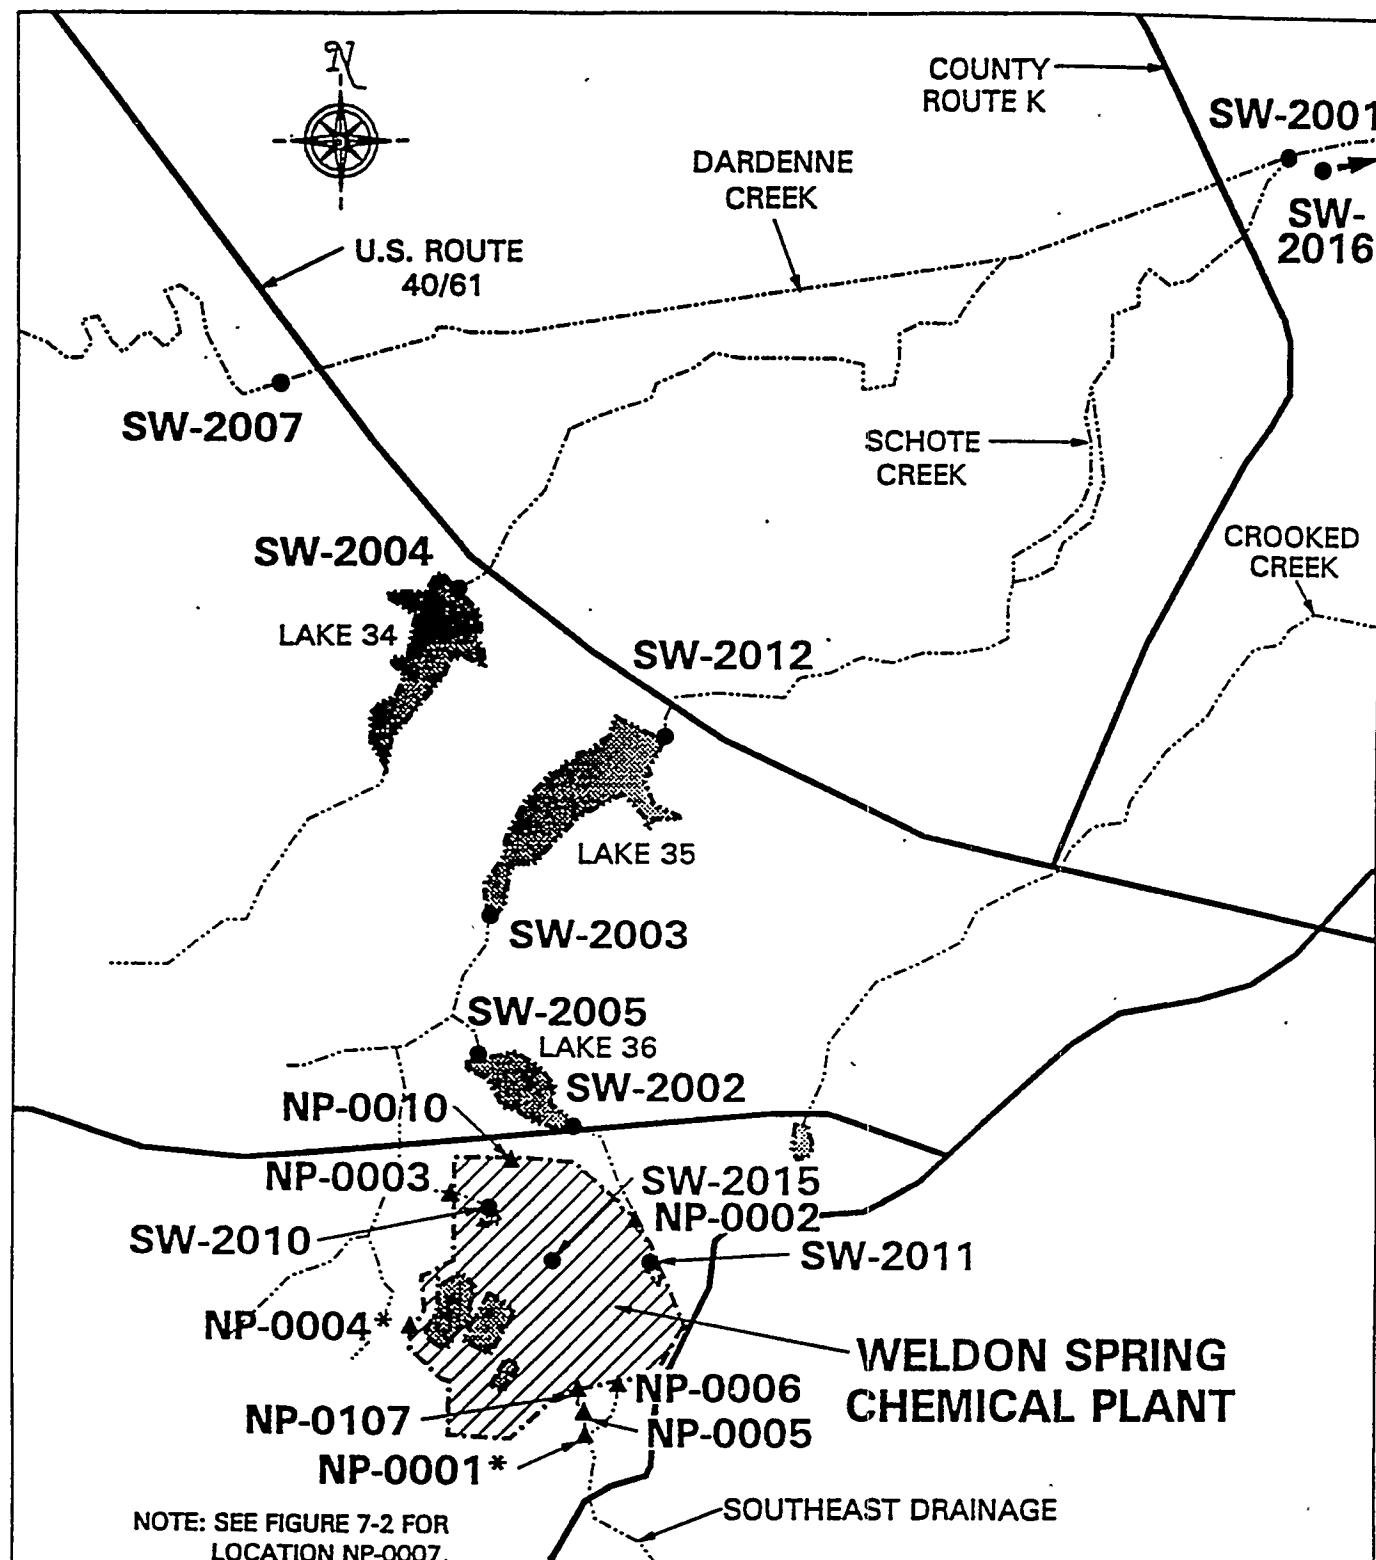 N
COUNTY
ROUTE K
SW-2001
DARDENNE
CREEK
SW-
2016
U.S. ROUTE
40/61
SW-2007
SCHOTE
CREEK
SW-2004
CROOKED
CREEK
LAKE 34
SW-2012
LAKE 35
SW-2003
SW-2005
LAKE 36
SW-2002
NP-0010
NP-0003
SW-2015
NP-0002
SW-2010
SW-2011
NP-0004*
WELDON SPRING
CHEMICAL PLANT
NP-0006
NP-0107
NP-0005
NP-0001*
SOUTHEAST DRAINAGE
NOTE: SEE FIGURE 7-2 FOR
LOCATION NP-0007.